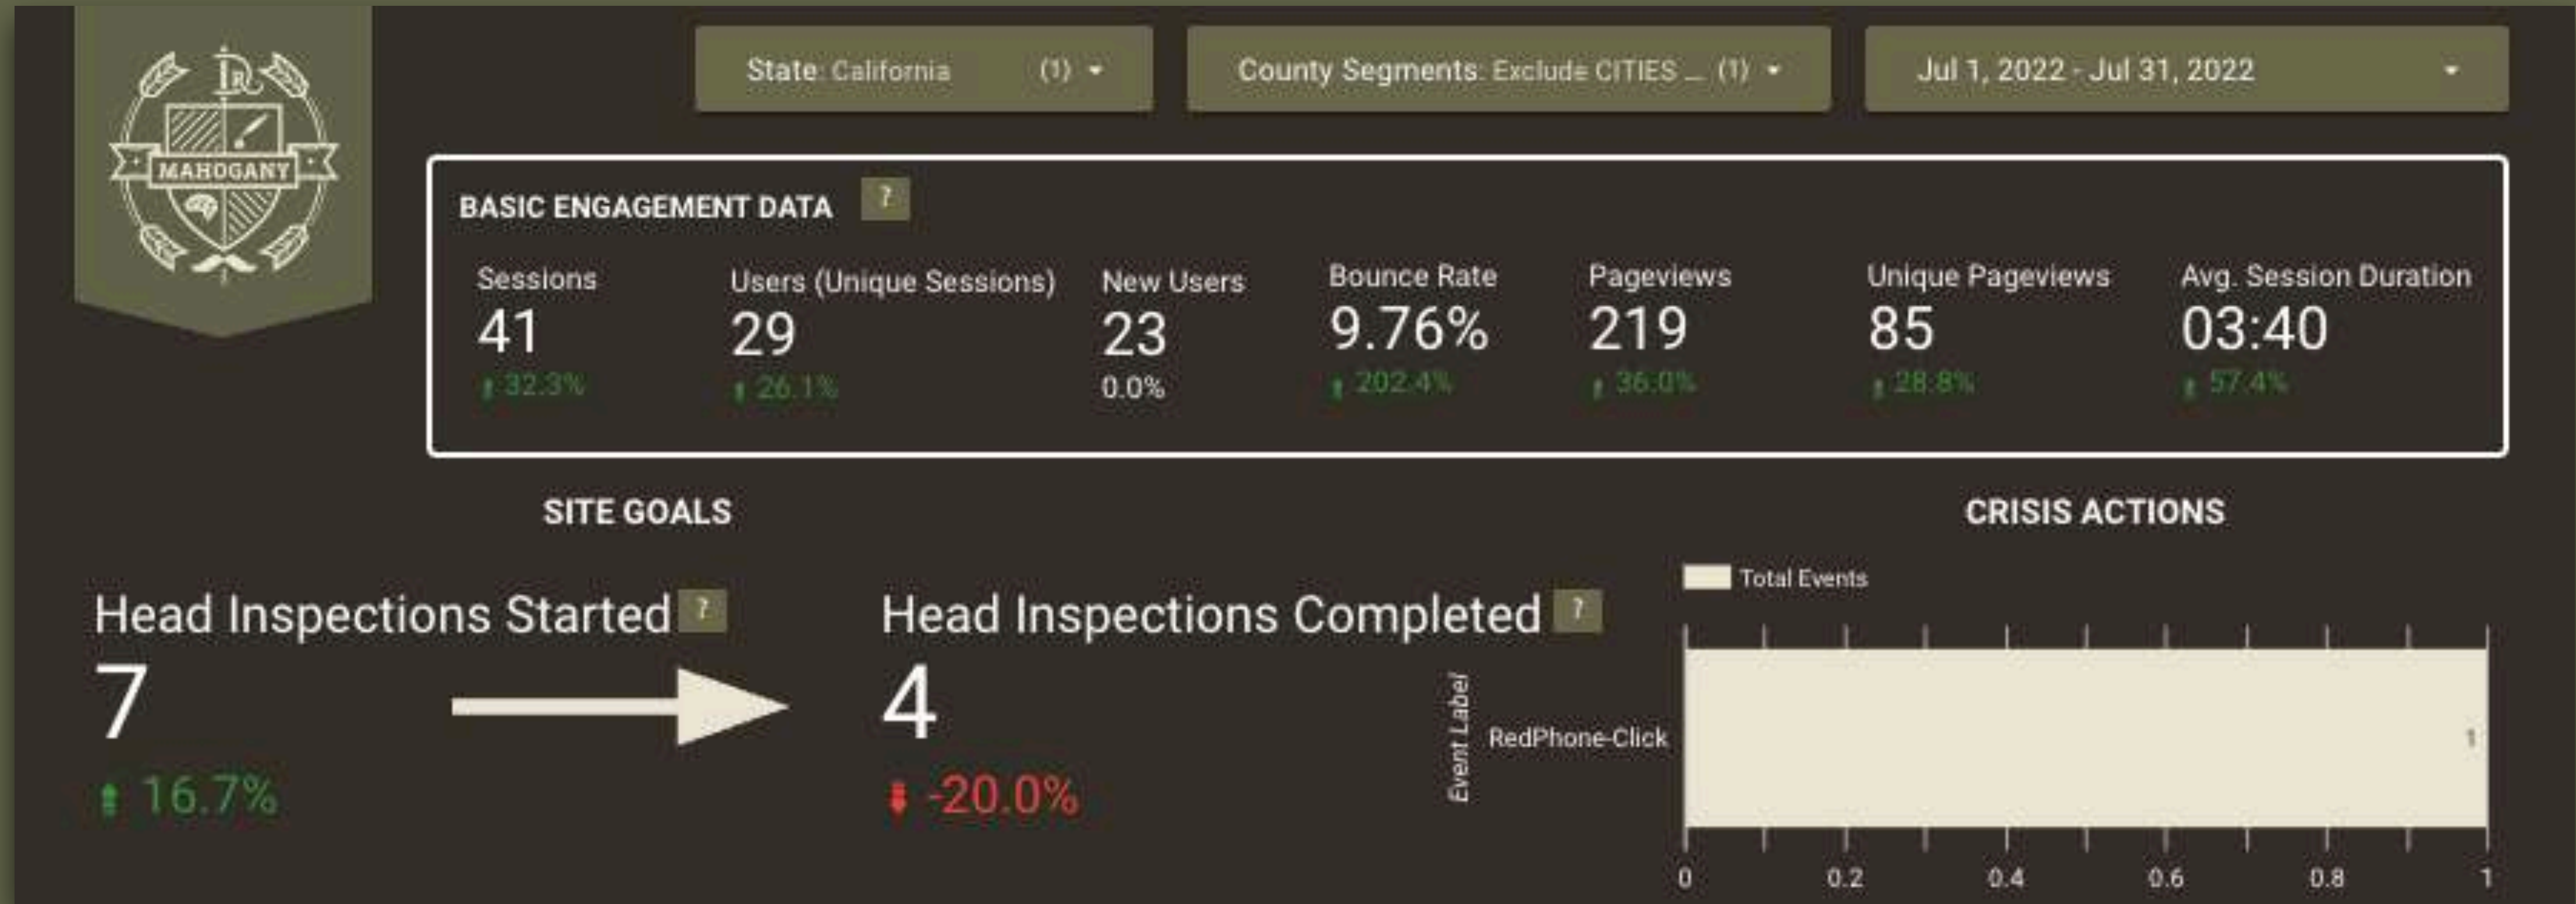 DR
MAHOGANY
State: California (1)
County Segments: Exclude CITIES ... (1)
Jul 1, 2022 - Jul 31, 2022
BASIC ENGAGEMENT DATA ?
Sessions
41
32.3%
Users (Unique Sessions)
29
26.1%
New Users
23
0.0%
Bounce Rate
9.76%
202.4%
Pageviews
219
36.0%
Unique Pageviews
85
28.8%
Avg. Session Duration
03:40
57.4%
SITE GOALS
Head Inspections Started ?
7
16.7%
Head Inspections Completed ?
4
-20.0%
CRISIS ACTIONS
Total Events
Event Label
RedPhone-Click
1
0 0.2 0.4 0.6 0.8 1